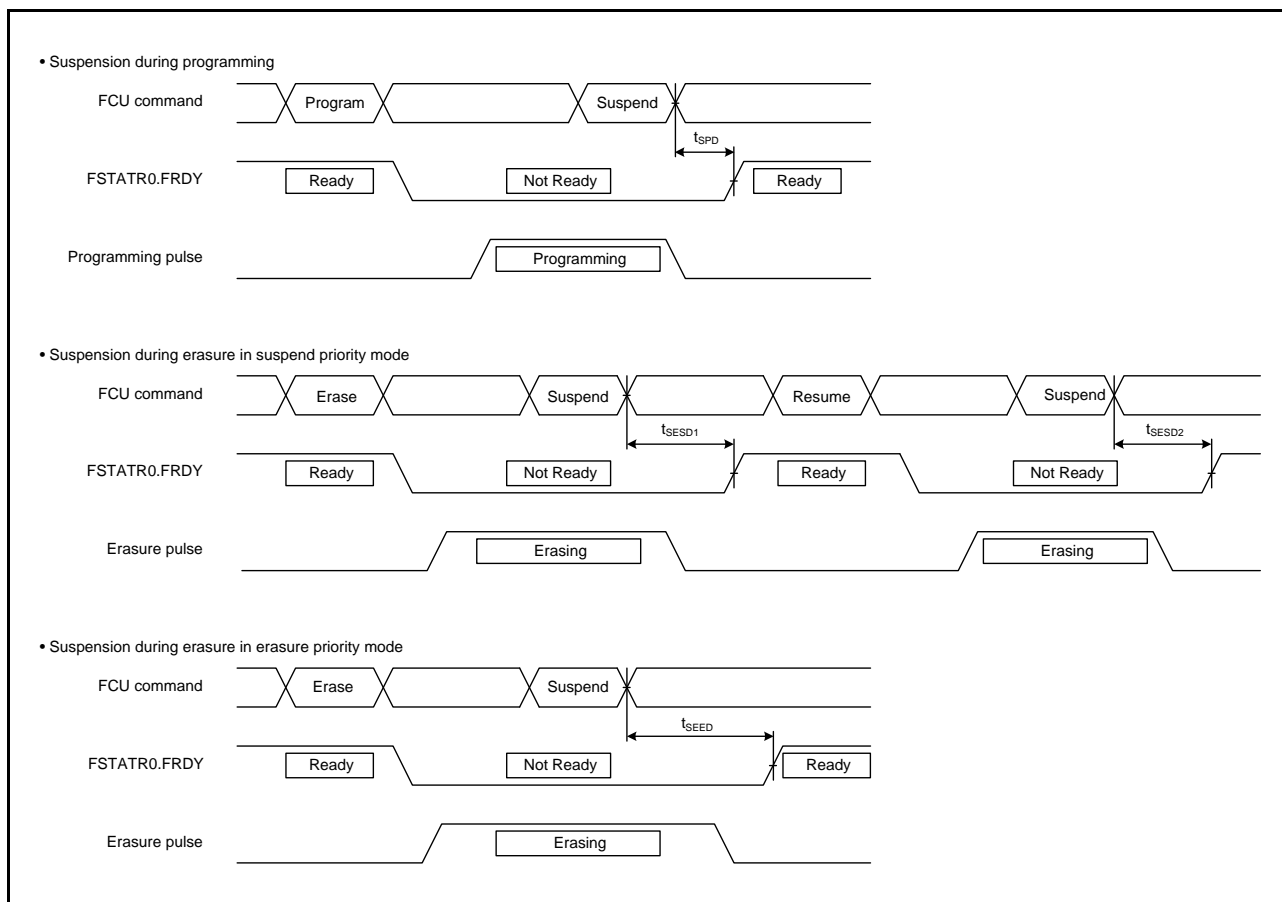 • Suspension during programming
FCU command
Program
Suspend
tSPD
FSTATR0.FRDY
Ready
Not Ready
Ready
Programming pulse
Programming
• Suspension during erasure in suspend priority mode
FCU command
Erase
Suspend
Resume
Suspend
tSESD1
tSESD2
FSTATR0.FRDY
Ready
Not Ready
Ready
Not Ready
Erasure pulse
Erasing
Erasing
• Suspension during erasure in erasure priority mode
FCU command
Erase
Suspend
tSEED
FSTATR0.FRDY
Ready
Not Ready
Ready
Erasure pulse
Erasing